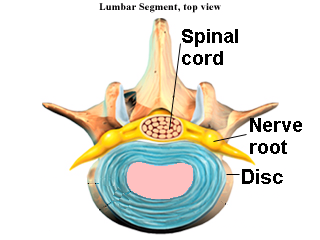 Lumbar Segment, top view
Spinal
cord
Nerve
root
Disc